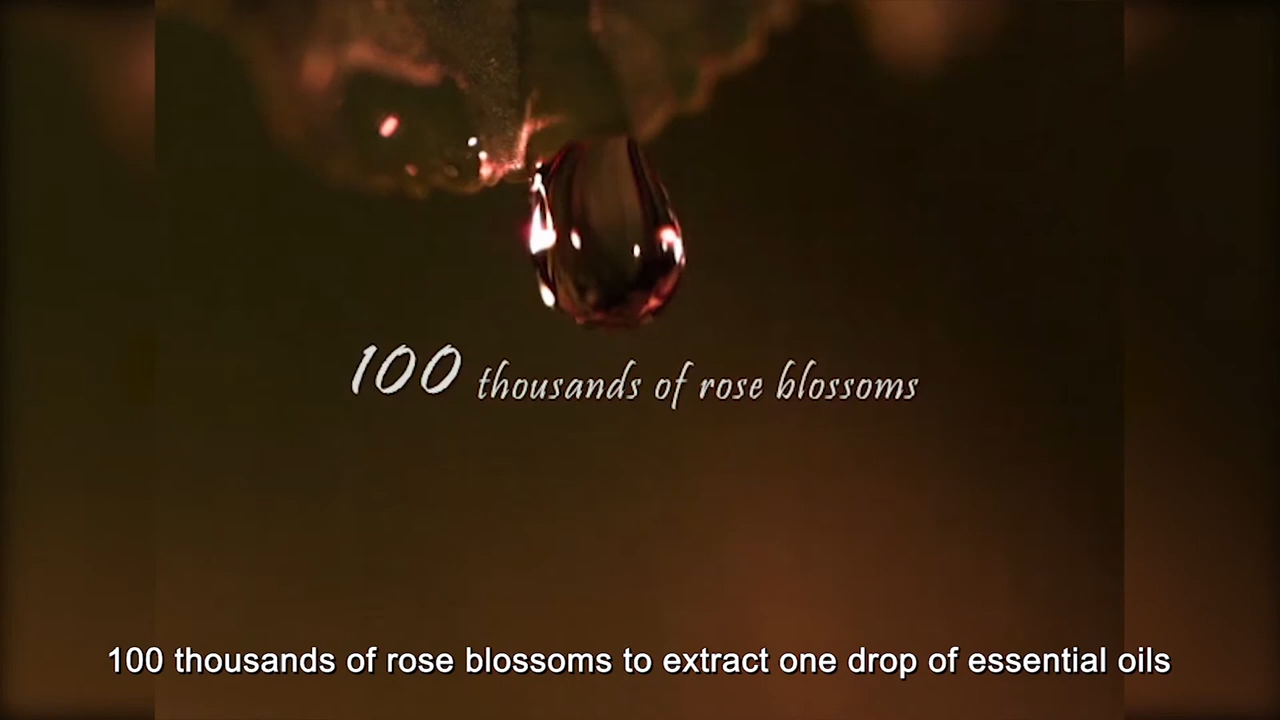 100 thousands of rose blossoms
100 thousands of rose blossoms to extract one drop of essential oils